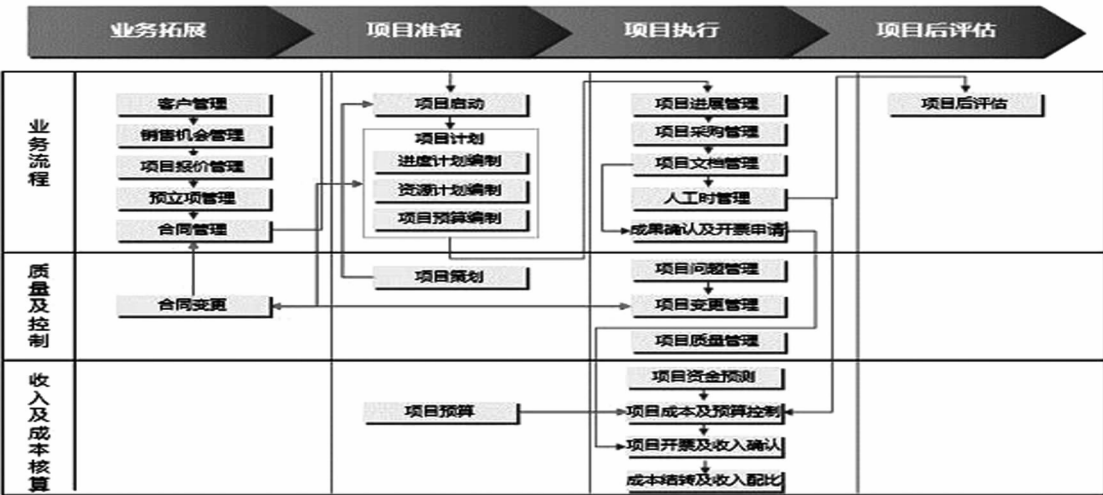 业务拓展
项目准备
项目执行
项目后评估
业务流程
客户管理
销售机会管理
项目报价管理
预立项管理
合同管理
项目启动
项目计划
进度计划编制
资源计划编制
项目预算编制
项目进展管理
项目采购管理
项目文档管理
人工时管理
成果确认及开票申请
项目后评估
质量及控制
合同变更
项目策划
项目问题管理
项目变更管理
项目质量管理
收入及成本核算
项目预算
项目资金预测
项目成本及预算控制
项目开票及收入确认
成本结转及收入配比